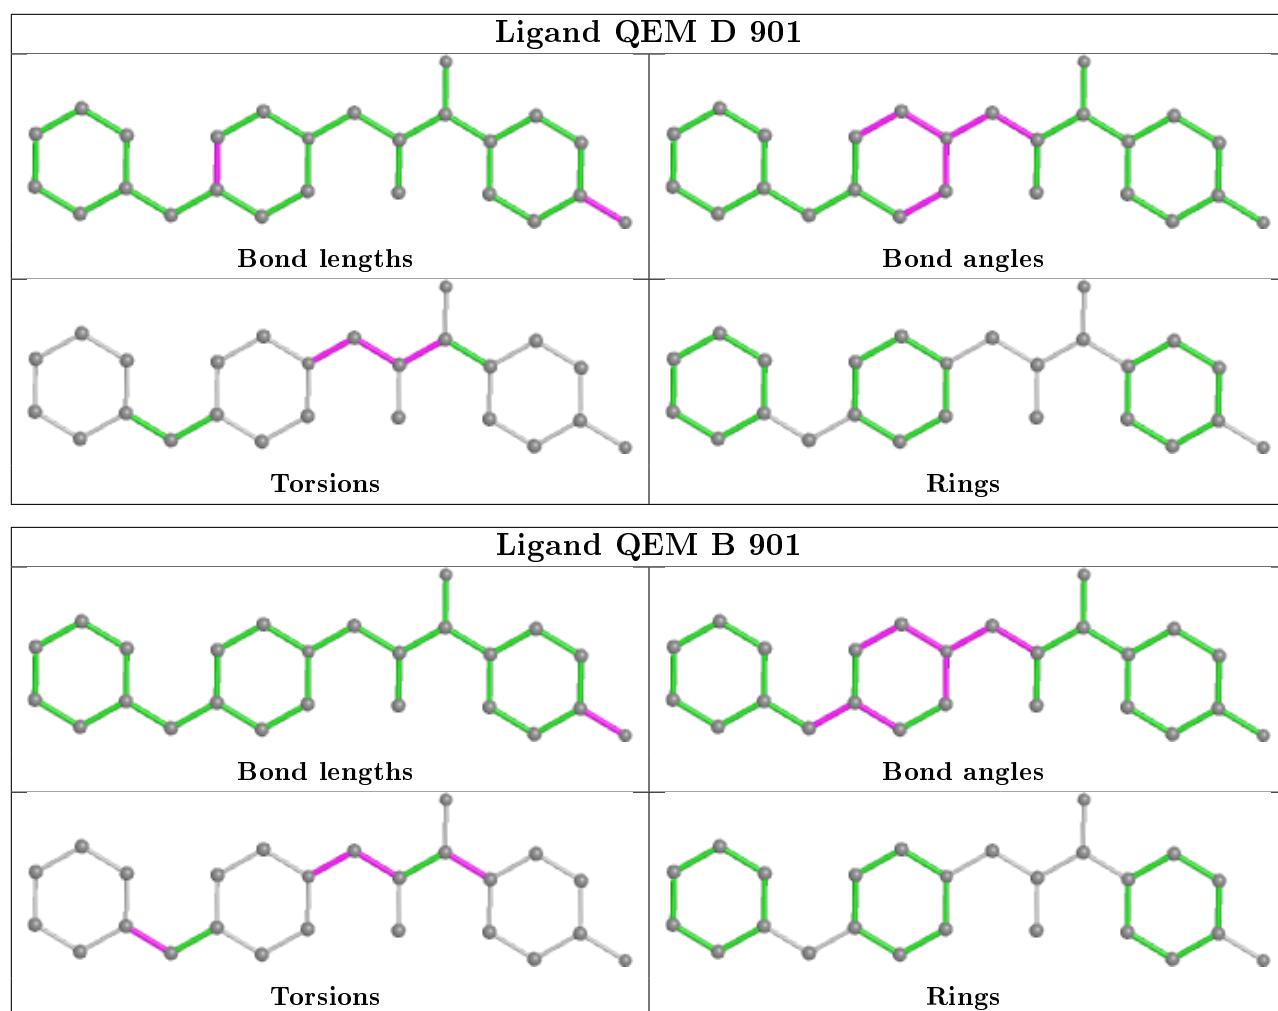 Ligand QEM D 901
Bond lengths
Bond angles
Torsions
Rings
Ligand QEM B 901
Bond lengths
Bond angles
Torsions
Rings